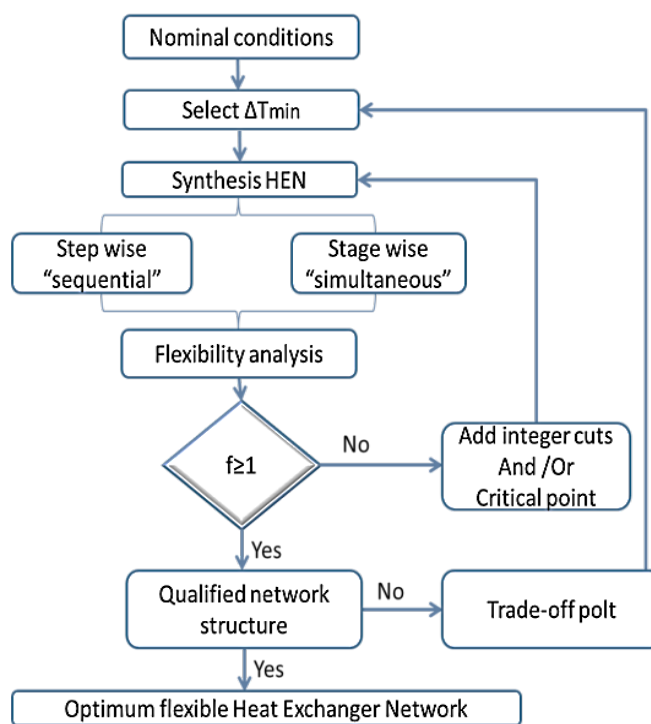 Nominal conditions
Select ΔTmin
Synthesis HEN
Step wise
“sequential”
Stage wise
“simultaneous”
Flexibility analysis
f≥1
No
Add integer cuts
And /Or
Critical point
Yes
Qualified network
structure
No
Trade-off polt
Yes
Optimum flexible Heat Exchanger Network